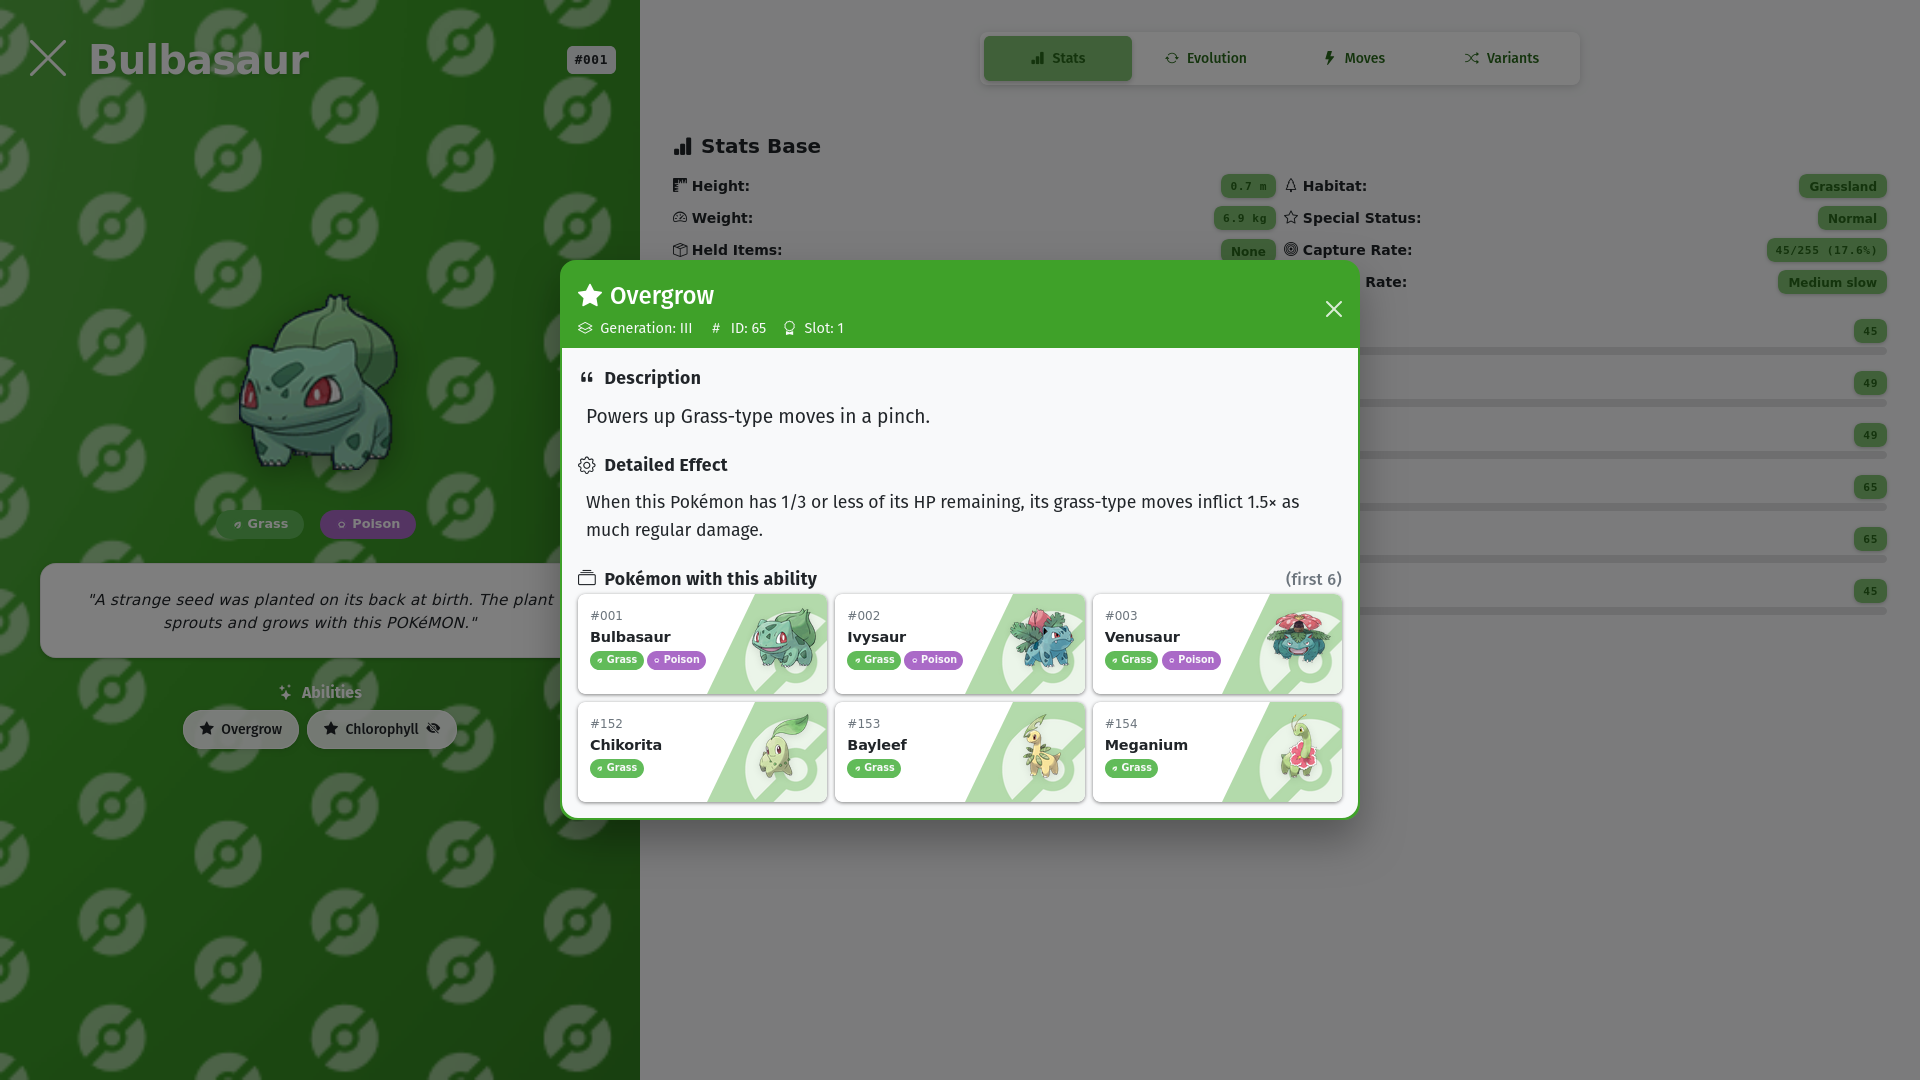 Bulbasaur
#001
Grass
Poison
"A strange seed was planted on its back at birth. The plant
sprouts and grows with this POKéMON."
Abilities
Overgrow
Chlorophyll
Stats
Evolution
Moves
Variants
Stats Base
Height:
0.7 m
Habitat:
Grassland
Weight:
6.9 kg
Special Status:
Normal
Held Items:
None
Capture Rate:
45/255 (17.6%)
Rate:
Medium slow
45
49
49
65
65
45
Overgrow
Generation: III
# ID: 65
Slot: 1
Description
Powers up Grass-type moves in a pinch.
Detailed Effect
When this Pokémon has 1/3 or less of its HP remaining, its grass-type moves inflict 1.5× as
much regular damage.
Pokémon with this ability
(first 6)
#001
Bulbasaur
Grass
Poison
#002
Ivysaur
Grass
Poison
#003
Venusaur
Grass
Poison
#152
Chikorita
Grass
#153
Bayleef
Grass
#154
Meganium
Grass